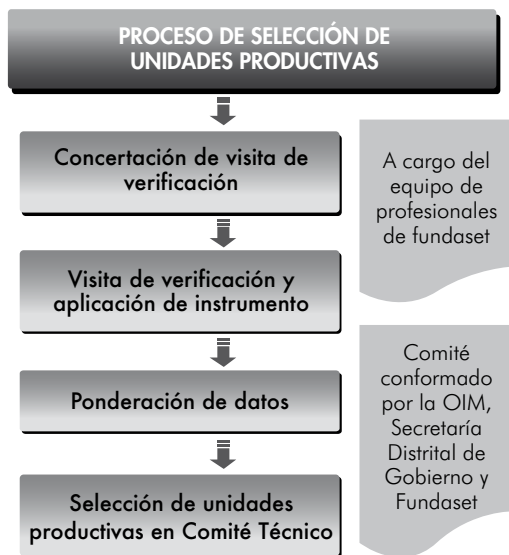 PROCESO DE SELECCIÓN DE
UNIDADES PRODUCTIVAS
Concertación de visita de
verificación
A cargo del
equipo de
profesionales
de fundaset
Visita de verificación y
aplicación de instrumento
Ponderación de datos
Comité
conformado
por la OIM,
Secretaría
Distrital de
Gobierno y
Fundaset
Selección de unidades
productivas en Comité Técnico